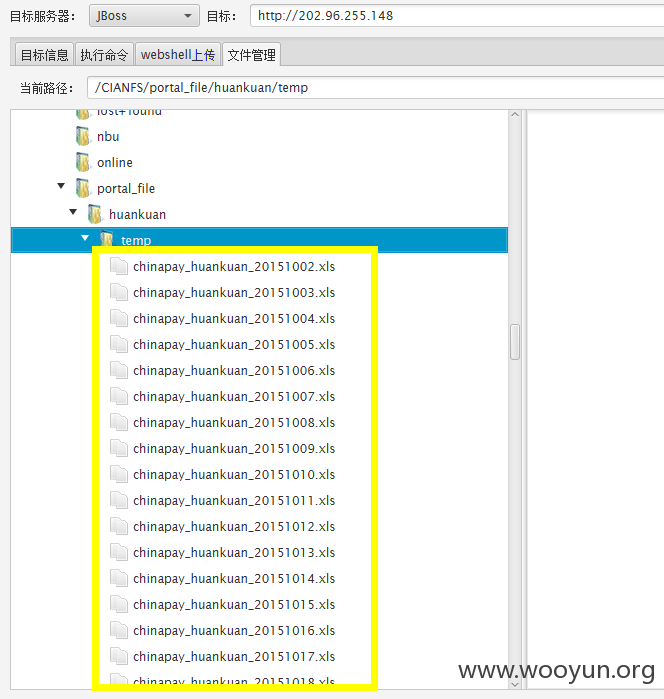 目标服务器： JBoss 目标： http://202.96.255.148
目标信息 执行命令 webshell上传 文件管理
当前路径： /CIANFS/portal_file/huankuan/temp
lost+found
nbu
online
portal_file
huankuan
temp
chinapay_huankuan_20151002.xls
chinapay_huankuan_20151003.xls
chinapay_huankuan_20151004.xls
chinapay_huankuan_20151005.xls
chinapay_huankuan_20151006.xls
chinapay_huankuan_20151007.xls
chinapay_huankuan_20151008.xls
chinapay_huankuan_20151009.xls
chinapay_huankuan_20151010.xls
chinapay_huankuan_20151011.xls
chinapay_huankuan_20151012.xls
chinapay_huankuan_20151013.xls
chinapay_huankuan_20151014.xls
chinapay_huankuan_20151015.xls
chinapay_huankuan_20151016.xls
chinapay_huankuan_20151017.xls
chinapay_huankuan_20151018.xls
www.wooyun.org